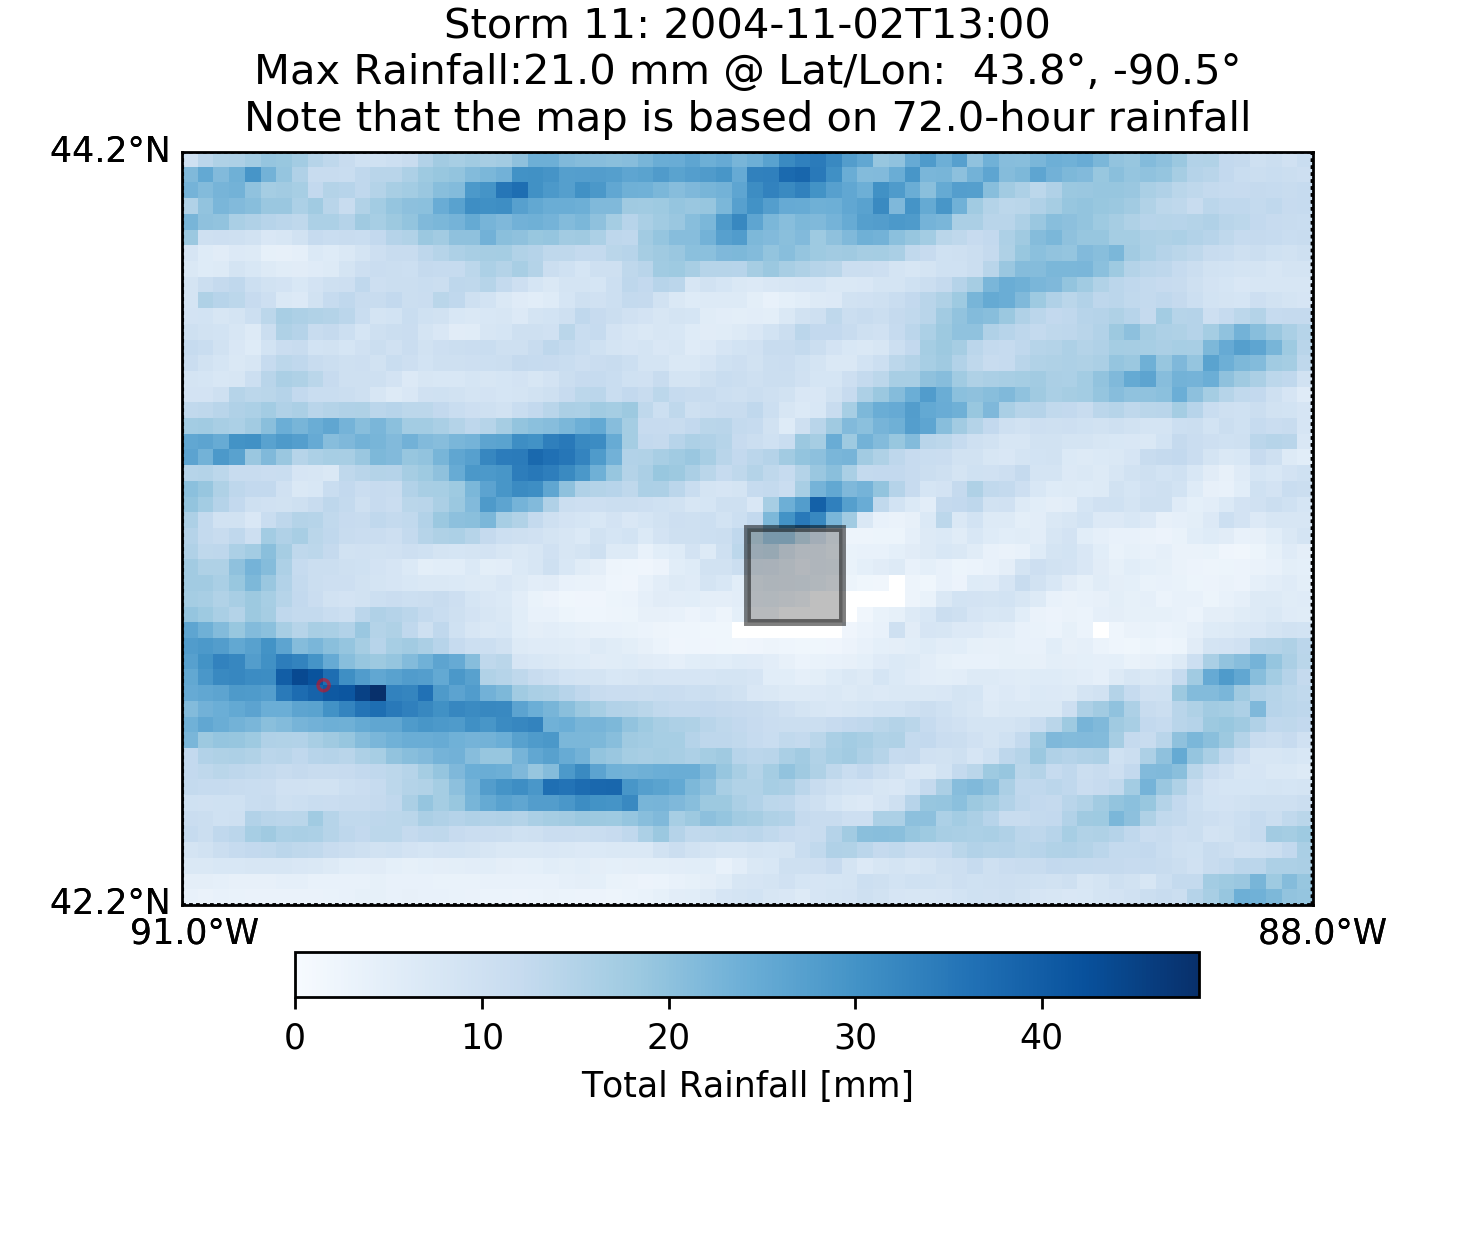 Storm 11: 2004-11-02T13:00
Max Rainfall:21.0 mm @ Lat/Lon:  43.8°, -90.5°
Note that the map is based on 72.0-hour rainfall
44.2°N
42.2°N
91.0°W 88.0°W
0 10 20 30 40
Total Rainfall [mm]